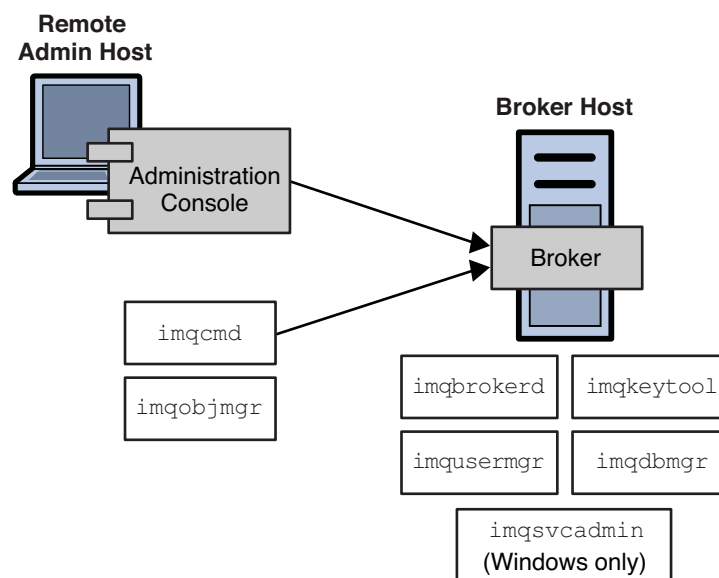 Remote
Admin Host
Administration
Console
Broker Host
Broker
imqcmd
imqobjmgr
imqbrokerd
imqkeytool
imqusermgr
imqdbmgr
imqsvcadmin
(Windows only)